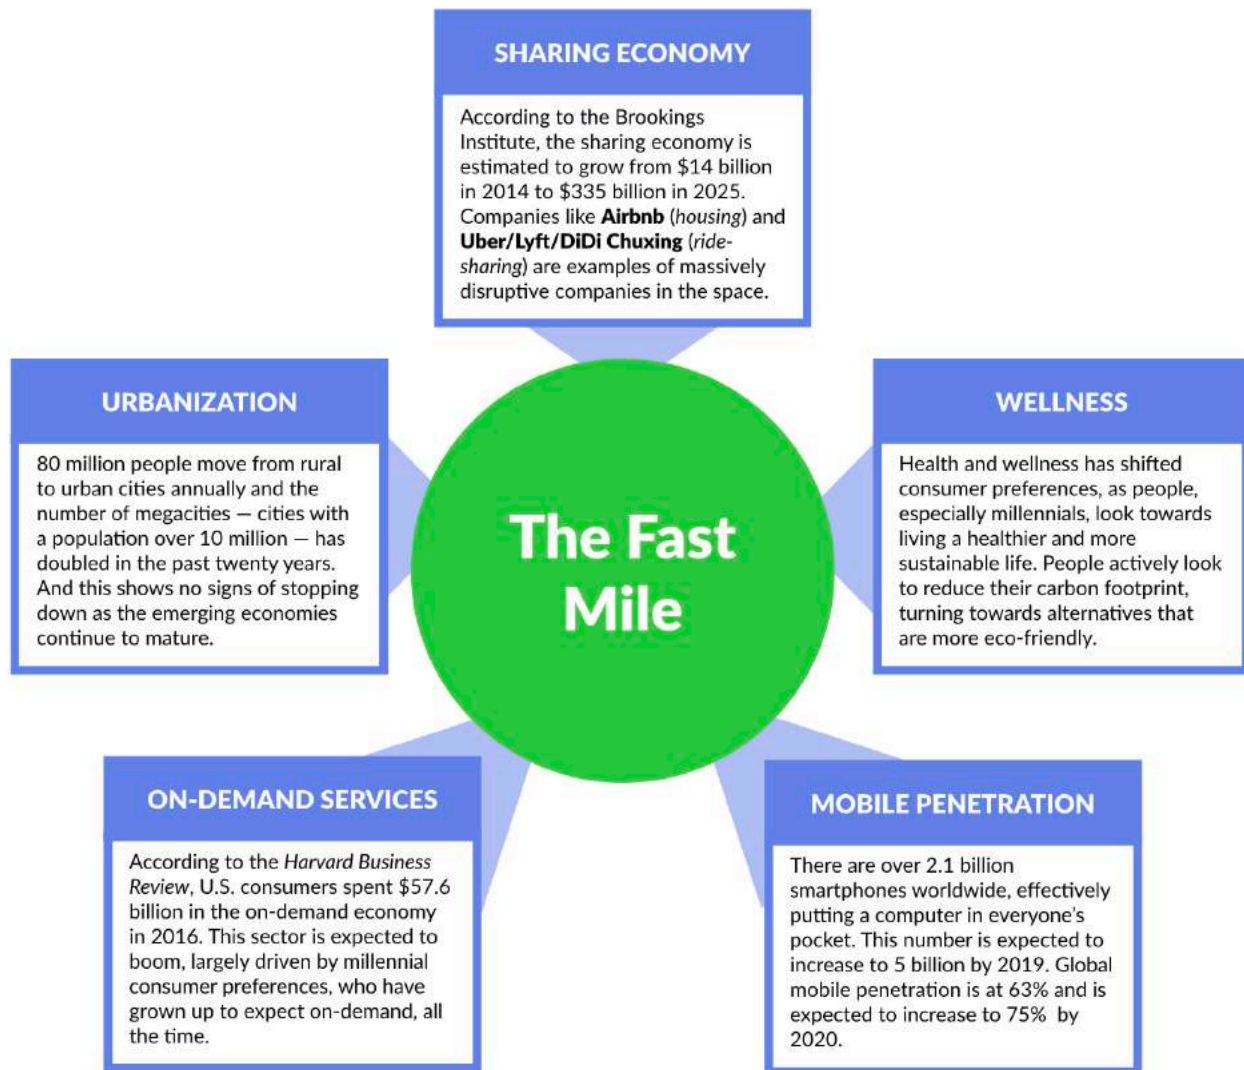 SHARING ECONOMY
According to the Brookings
Institute, the sharing economy is
estimated to grow from $14 billion
in 2014 to $335 billion in 2025.
Companies like Airbnb (housing) and
Uber/Lyft/DiDi Chuxing (ride-
sharing) are examples of massively
disruptive companies in the space.
URBANIZATION
80 million people move from rural
to urban cities annually and the
number of megacities — cities with
a population over 10 million — has
doubled in the past twenty years.
And this shows no signs of stopping
down as the emerging economies
continue to mature.
The Fast
Mile
WELLNESS
Health and wellness has shifted
consumer preferences, as people,
especially millennials, look towards
living a healthier and more
sustainable life. People actively look
to reduce their carbon footprint,
turning towards alternatives that
are more eco-friendly.
ON-DEMAND SERVICES
According to the Harvard Business
Review, U.S. consumers spent $57.6
billion in the on-demand economy
in 2016. This sector is expected to
boom, largely driven by millennial
consumer preferences, who have
grown up to expect on-demand, all
the time.
MOBILE PENETRATION
There are over 2.1 billion
smartphones worldwide, effectively
putting a computer in everyone’s
pocket. This number is expected to
increase to 5 billion by 2019. Global
mobile penetration is at 63% and is
expected to increase to 75% by
2020.